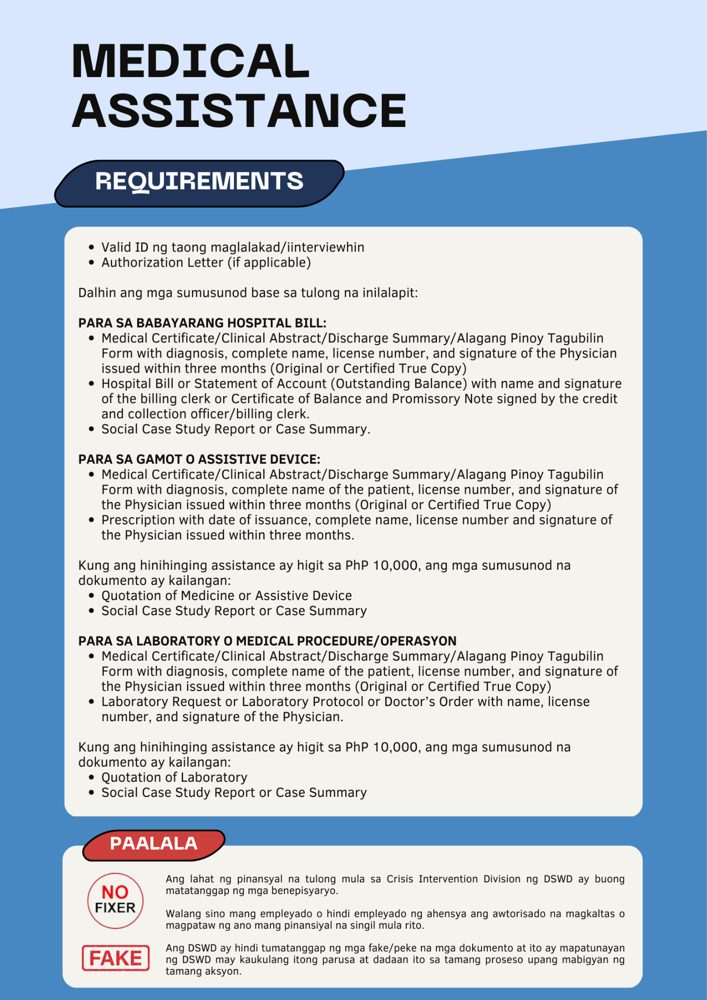 MEDICAL
ASSISTANCE
REQUIREMENTS
• Valid ID ng taong maglalakad/iinterviewhin
• Authorization Letter (if applicable)
Dalhin ang mga sumusunod base sa tulong na inilalapit:
PARA SA BABAYARANG HOSPITAL BILL:
• Medical Certificate/Clinical Abstract/Discharge Summary/Alagang Pinoy Tagubilin
Form with diagnosis, complete name, license number, and signature of the Physician
issued within three months (Original or Certified True Copy)
• Hospital Bill or Statement of Account (Outstanding Balance) with name and signature
of the billing clerk or Certificate of Balance and Promissory Note signed by the credit
and collection officer/billing clerk.
• Social Case Study Report or Case Summary.
PARA SA GAMOT O ASSISTIVE DEVICE:
• Medical Certificate/Clinical Abstract/Discharge Summary/Alagang Pinoy Tagubilin
Form with diagnosis, complete name of the patient, license number, and signature of
the Physician issued within three months (Original or Certified True Copy)
• Prescription with date of issuance, complete name, license number and signature of
the Physician issued within three months.
Kung ang hinihinging assistance ay higit sa PhP 10,000, ang mga sumusunod na
dokumento ay kailangan:
• Quotation of Medicine or Assistive Device
• Social Case Study Report or Case Summary
PARA SA LABORATORY O MEDICAL PROCEDURE/OPERASYON
• Medical Certificate/Clinical Abstract/Discharge Summary/Alagang Pinoy Tagubilin
Form with diagnosis, complete name of the patient, license number, and signature of
the Physician issued within three months (Original or Certified True Copy)
• Laboratory Request or Laboratory Protocol or Doctor’s Order with name, license
number, and signature of the Physician.
Kung ang hinihinging assistance ay higit sa PhP 10,000, ang mga sumusunod na
dokumento ay kailangan:
• Quotation of Laboratory
• Social Case Study Report or Case Summary
PAALALA
NO
FIXER
Ang lahat ng pinansyal na tulong mula sa Crisis Intervention Division ng DSWD ay buong
matatanggap ng mga benepisyaryo.
Walang sino mang empleyado o hindi empleyado ng ahensya ang awtorisado na magkaltas o
magpataw ng ano mang pinansiyal na singil mula rito.
FAKE
Ang DSWD ay hindi tumatanggap ng mga fake/peke na mga dokumento at ito ay mapatunayan
ng DSWD may kaukulang itong parusa at dadaan ito sa tamang proseso upang mabigyan ng
tamang aksyon.